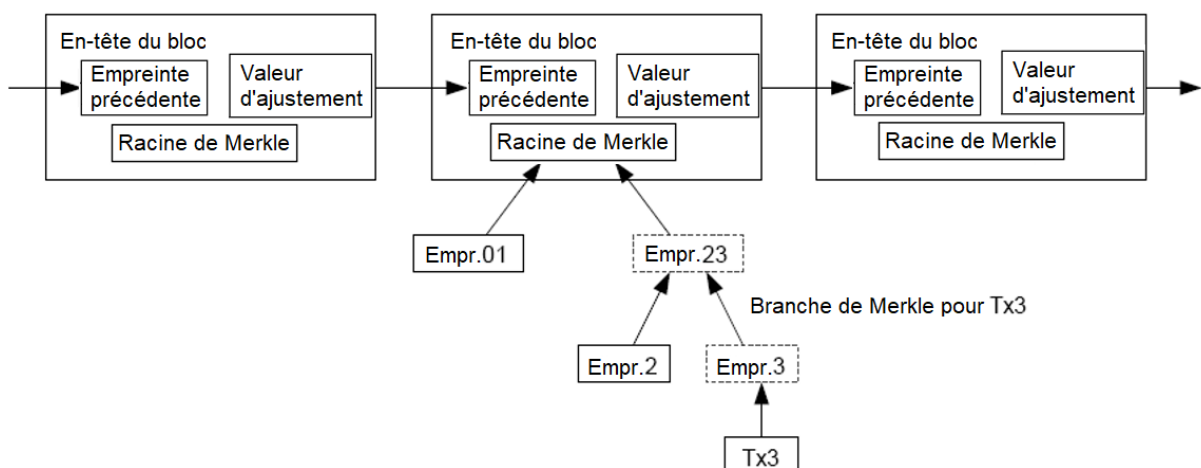 En-tête du bloc
Empreinte
précédente
Valeur
d'ajustement
Racine de Merkle
En-tête du bloc
Empreinte
précédente
Valeur
d'ajustement
Racine de Merkle
En-tête du bloc
Empreinte
précédente
Valeur
d'ajustement
Racine de Merkle
Empr.01
Empr.23
Branche de Merkle pour Tx3
Empr.2
Empr.3
Tx3